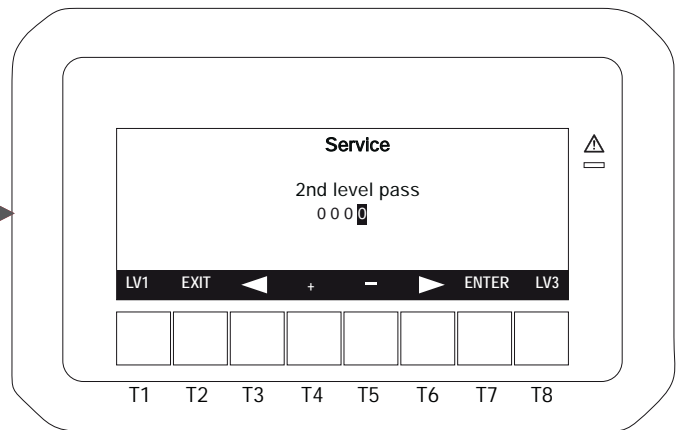 Service
2nd level pass
0000
LV1 EXIT + - ENTER LV3
T1 T2 T3 T4 T5 T6 T7 T8